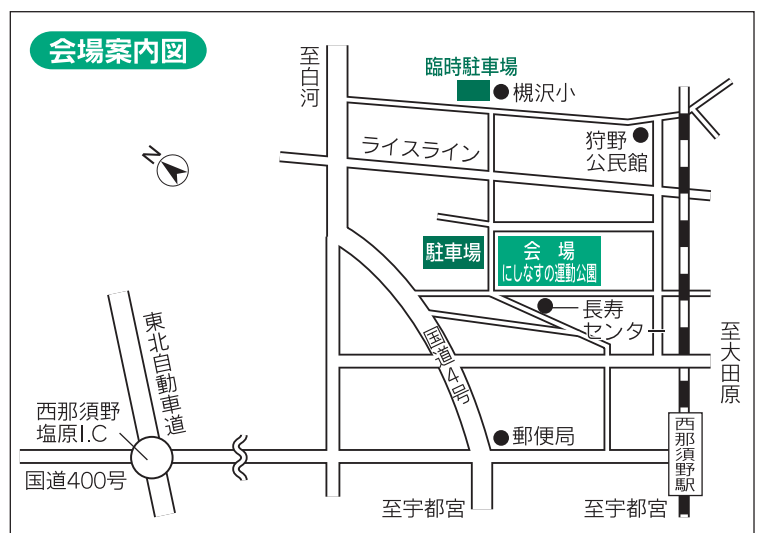 会場案内図
至白河
臨時駐車場
槻沢小
狩野
公民館
ライスライン
N
駐車場
会場
にしなすの運動公園
長寿
センター
至大田原
国道4号
東北自動車道
西那須野
塩原I.C
国道400号
郵便局
西那須野駅
至宇都宮
至宇都宮